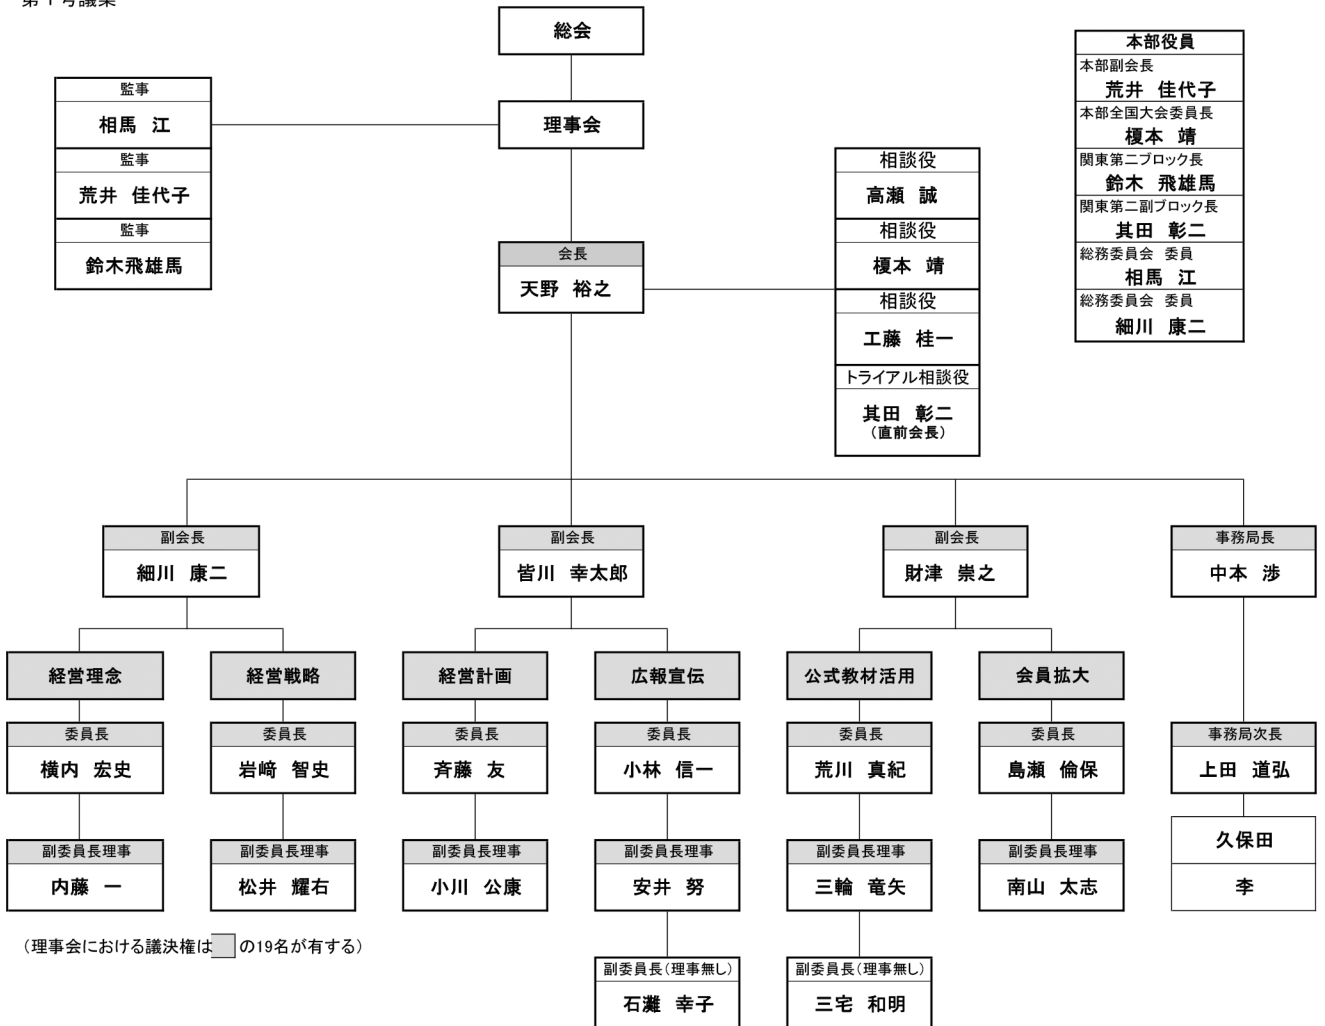 総会
理事会
監事
相馬 江
監事
荒井 佳代子
監事
鈴木飛雄馬
会長
天野 裕之
相談役
高瀬 誠
相談役
榎本 靖
相談役
工藤 桂一
トライアル相談役
其田 彰二
(直前会長)
本部役員
本部副会長
荒井 佳代子
本部全国大会委員長
榎本 靖
関東第二ブロック長
鈴木 飛雄馬
関東第二副ブロック長
其田 彰二
総務委員会 委員
相馬 江
総務委員会 委員
細川 康二
副会長
細川 康二
副会長
皆川 幸太郎
副会長
財津 崇之
事務局長
中本 渉
経営理念
経営戦略
経営計画
広報宣伝
公式教材活用
会員拡大
委員長
横内 宏史
委員長
岩﨑 智史
委員長
斉藤 友
委員長
小林 信一
委員長
荒川 真紀
委員長
島瀬 倫保
事務局次長
上田 道弘
副委員長理事
内藤 一
副委員長理事
松井 耀右
副委員長理事
小川 公康
副委員長理事
安井 努
副委員長理事
三輪 竜矢
副委員長理事
南山 太志
久保田
李
(理事会における議決権は の19名が有する)
副委員長(理事無し)
石灘 幸子
副委員長(理事無し)
三宅 和明